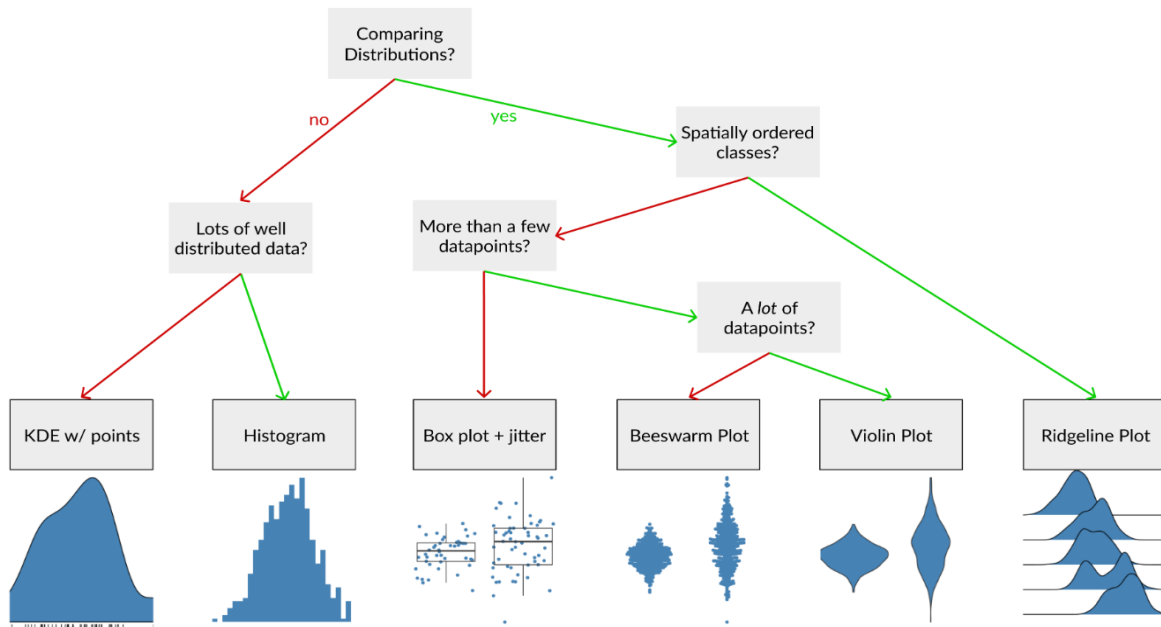 Comparing
Distributions?
no
yes
Spatially ordered
classes?
Lots of well
distributed data?
More than a few
datapoints?
A lot of
datapoints?
KDE w/ points
Histogram
Box plot + jitter
Beeswarm Plot
Violin Plot
Ridgeline Plot